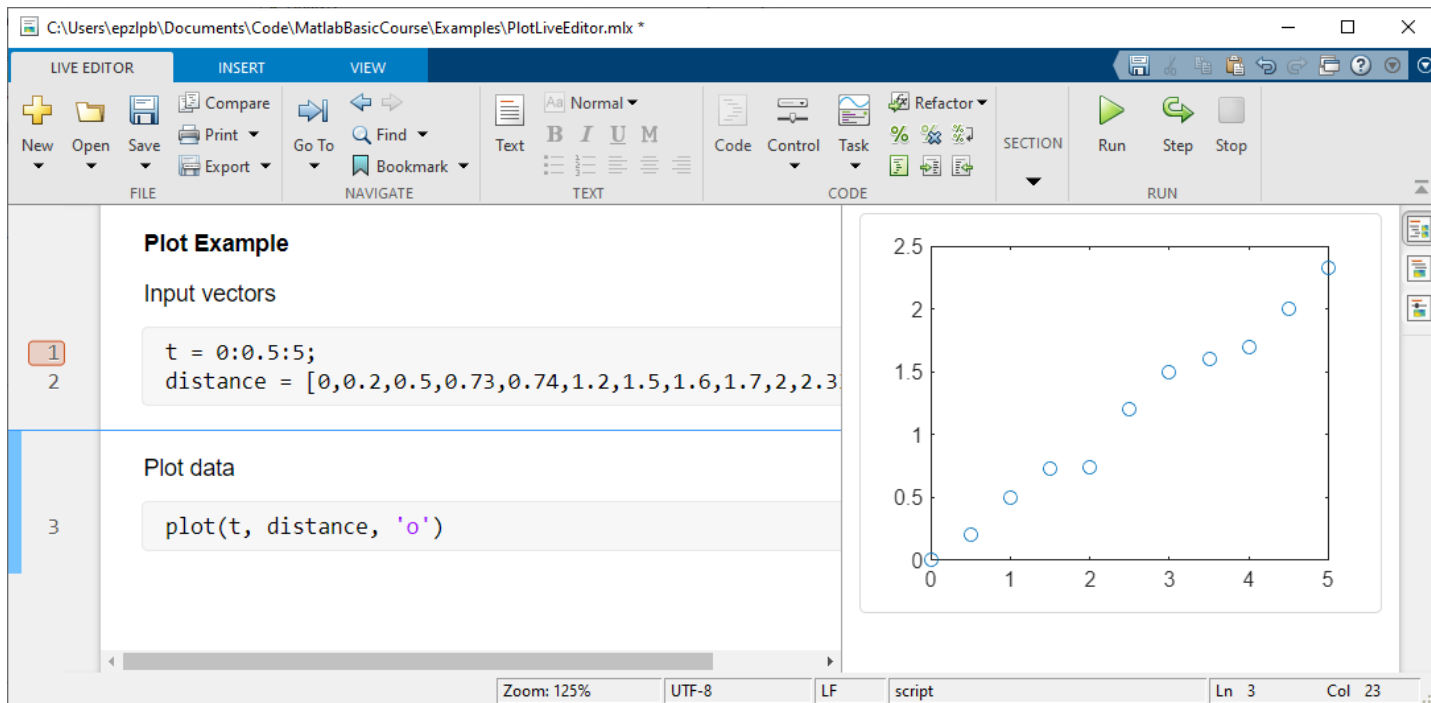 C:\Users\epzlpb\Documents\Code\MatlabBasicCourse\Examples\PlotLiveEditor.mlx *
LIVE EDITOR INSERT VIEW
New Open Save Compare Print Export
FILE
Go To Find Bookmark
NAVIGATE
Text Aa Normal B I U M
TEXT
Code Control Task Refactor
CODE
SECTION
Run Step Stop
RUN
Plot Example
Input vectors
1 t = 0:0.5:5;
2 distance = [0,0.2,0.5,0.73,0.74,1.2,1.5,1.6,1.7,2,2.3
Plot data
3 plot(t, distance, 'o')
2.5
2
1.5
1
0.5
0
0 1 2 3 4 5
Zoom: 125% UTF-8 LF script Ln 3 Col 23